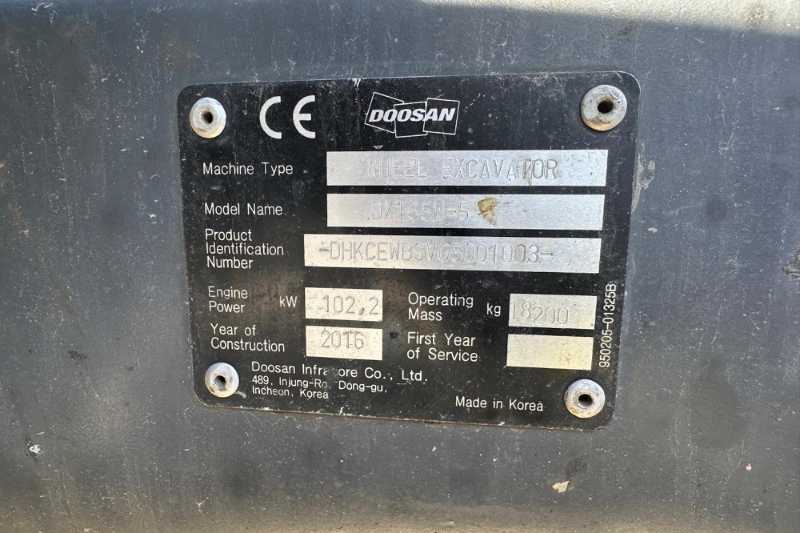 CE DOOSAN
Machine Type WHEEL EXCAVATOR
Model Name
Product
Identification
Number
Engine
Power kW 102.2 Operating
Mass kg 18200
Year of
Construction 2016 First Year
of Service
Doosan Infracore Co., Ltd.
489, Injung-Ro, Dong-gu,
Incheon, Korea
Made in Korea
950205-01325B